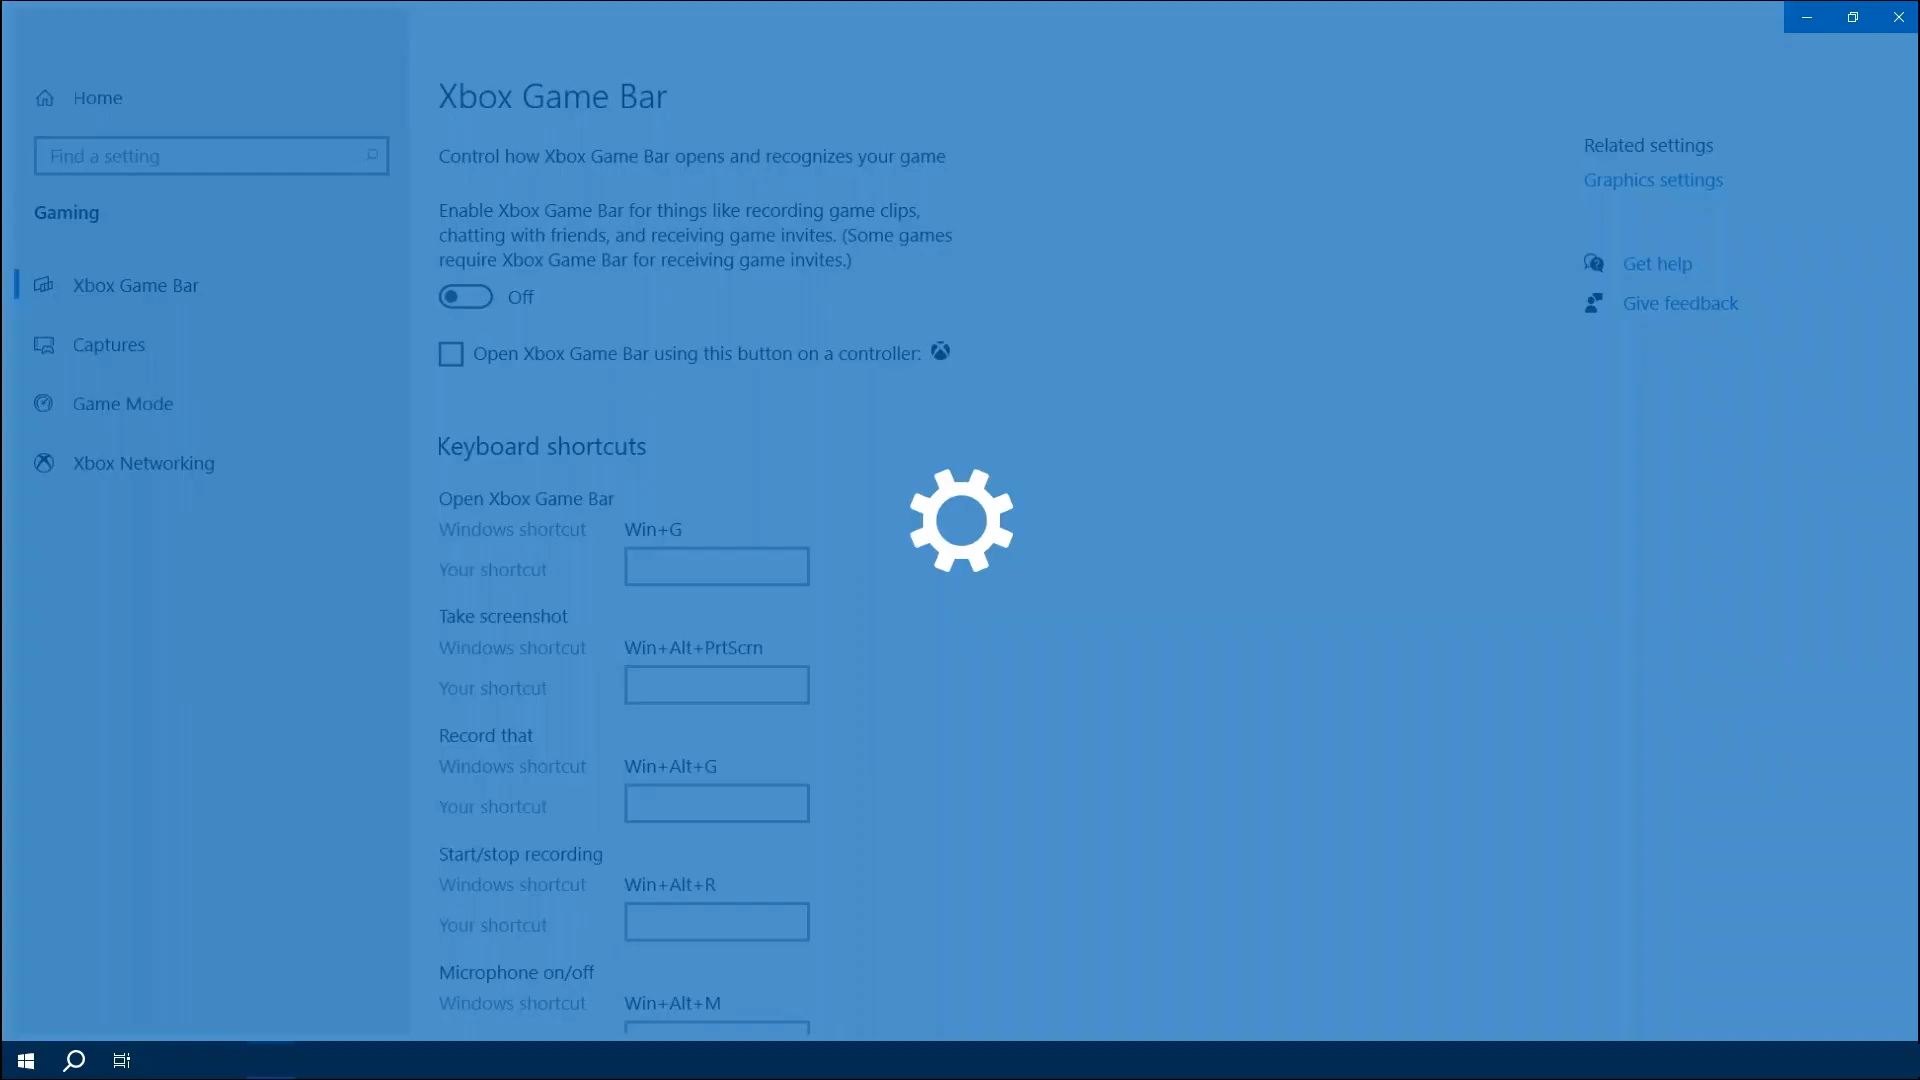 Home
Find a setting
Gaming
Xbox Game Bar
Captures
Game Mode
Xbox Networking
Xbox Game Bar
Control how Xbox Game Bar opens and recognizes your game
Enable Xbox Game Bar for things like recording game clips,
chatting with friends, and receiving game invites. (Some games
require Xbox Game Bar for receiving game invites.)
Off
Open Xbox Game Bar using this button on a controller:
Keyboard shortcuts
Open Xbox Game Bar
Windows shortcut Win+G
Your shortcut
Take screenshot
Windows shortcut Win+Alt+PrtScrn
Your shortcut
Record that
Windows shortcut Win+Alt+G
Your shortcut
Start/stop recording
Windows shortcut Win+Alt+R
Your shortcut
Microphone on/off
Windows shortcut Win+Alt+M
Related settings
Graphics settings
Get help
Give feedback